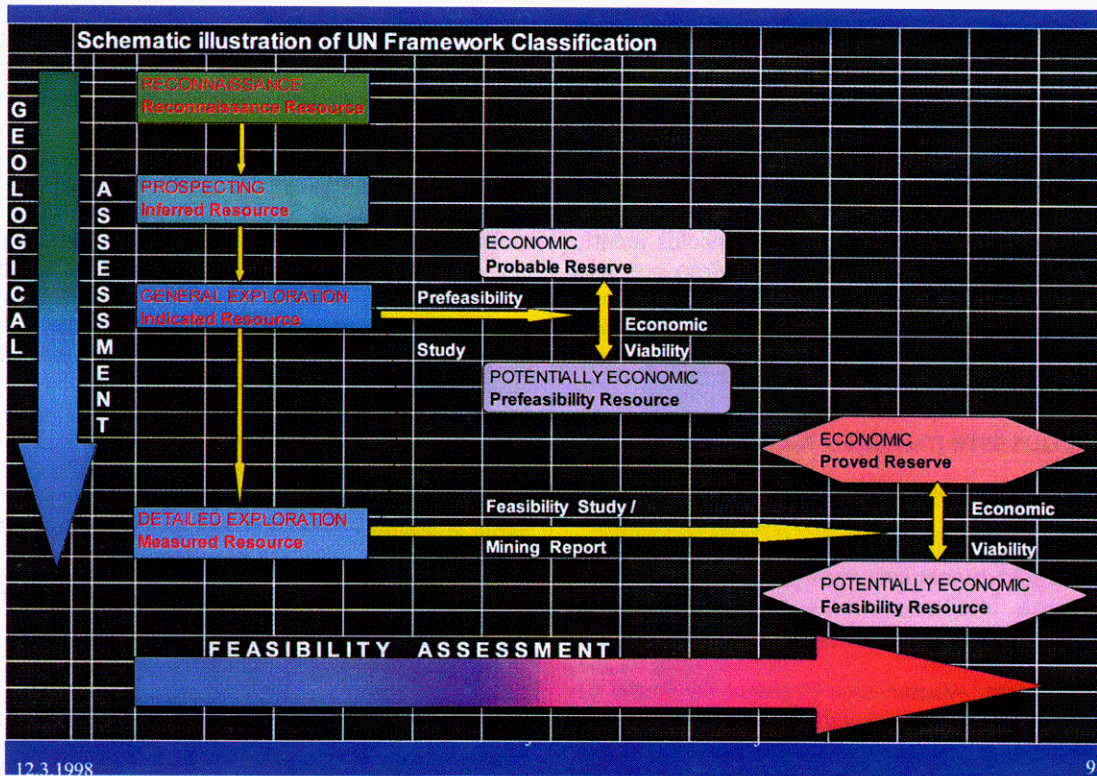 Schematic illustration of UN Framework Classification
GEOLOGICAL
ASSESSMENT
RECONNAISSANCE
Reconnaissance Resource
PROSPECTING
Inferred Resource
GENERAL EXPLORATION
Indicated Resource
Prefeasibility
Study
ECONOMIC
Probable Reserve
Economic
Viability
POTENTIALLY ECONOMIC
Prefeasibility Resource
DETAILED EXPLORATION
Measured Resource
Feasibility Study /
Mining Report
ECONOMIC
Proved Reserve
Economic
Viability
POTENTIALLY ECONOMIC
Feasibility Resource
FEASIBILITY ASSESSMENT
12.3.1998
9